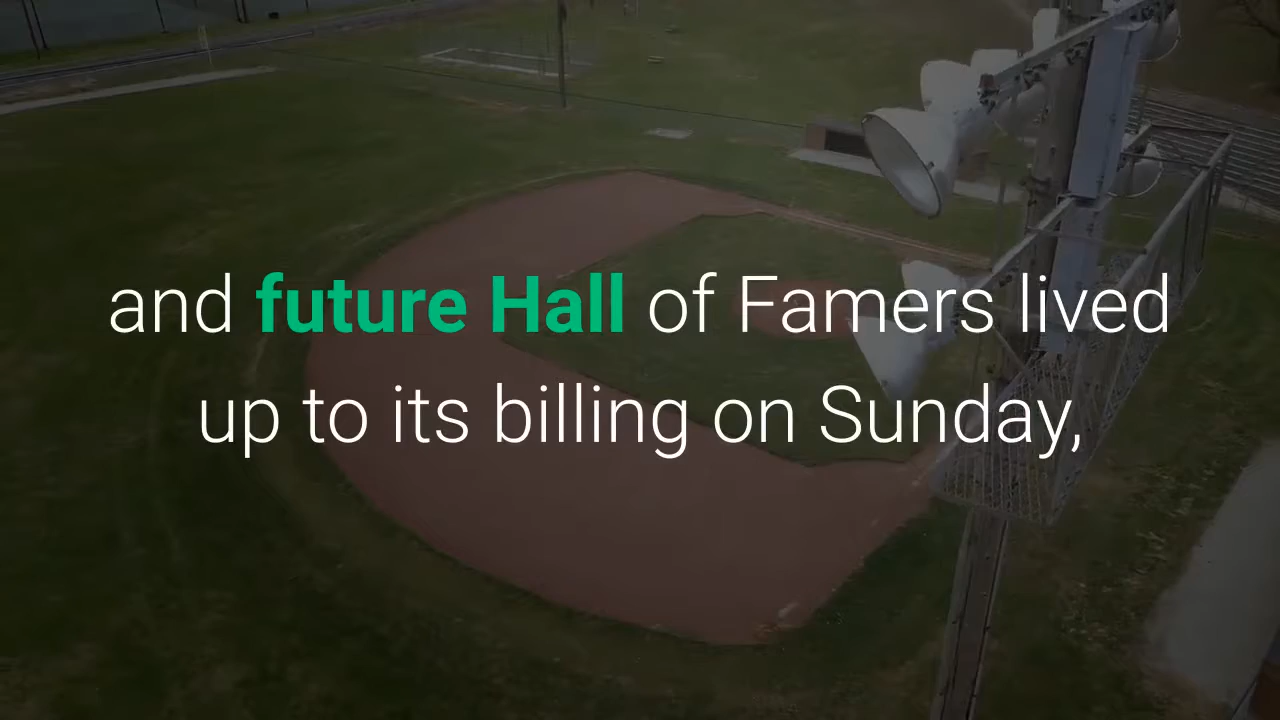 and future Hall of Famers lived
up to its billing on Sunday,